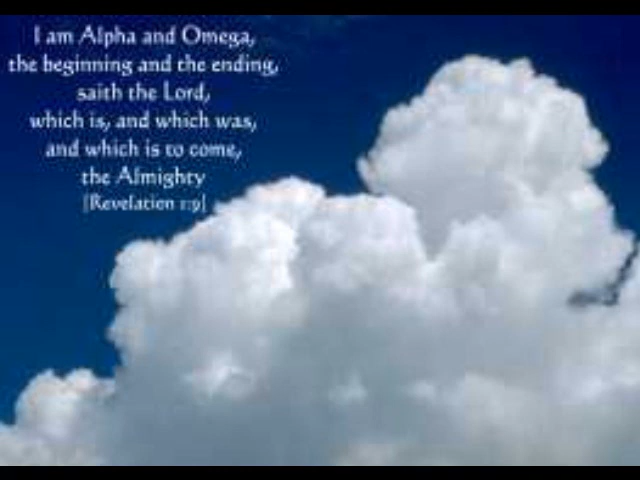 I am Alpha and Omega,
the beginning and the ending,
saith the Lord,
which is, and which was,
and which is to come,
the Almighty
[Revelation 1:9]